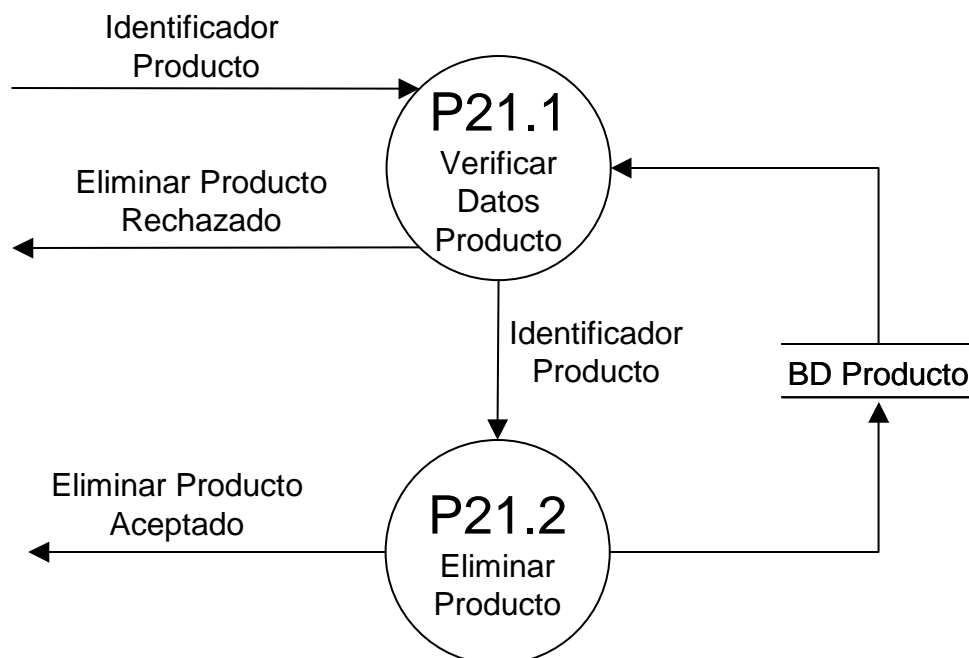 Identificador
Producto
P21.1
Verificar
Datos
Producto
Eliminar Producto
Rechazado
Identificador
Producto
BD Producto
Eliminar Producto
Aceptado
P21.2
Eliminar
Producto